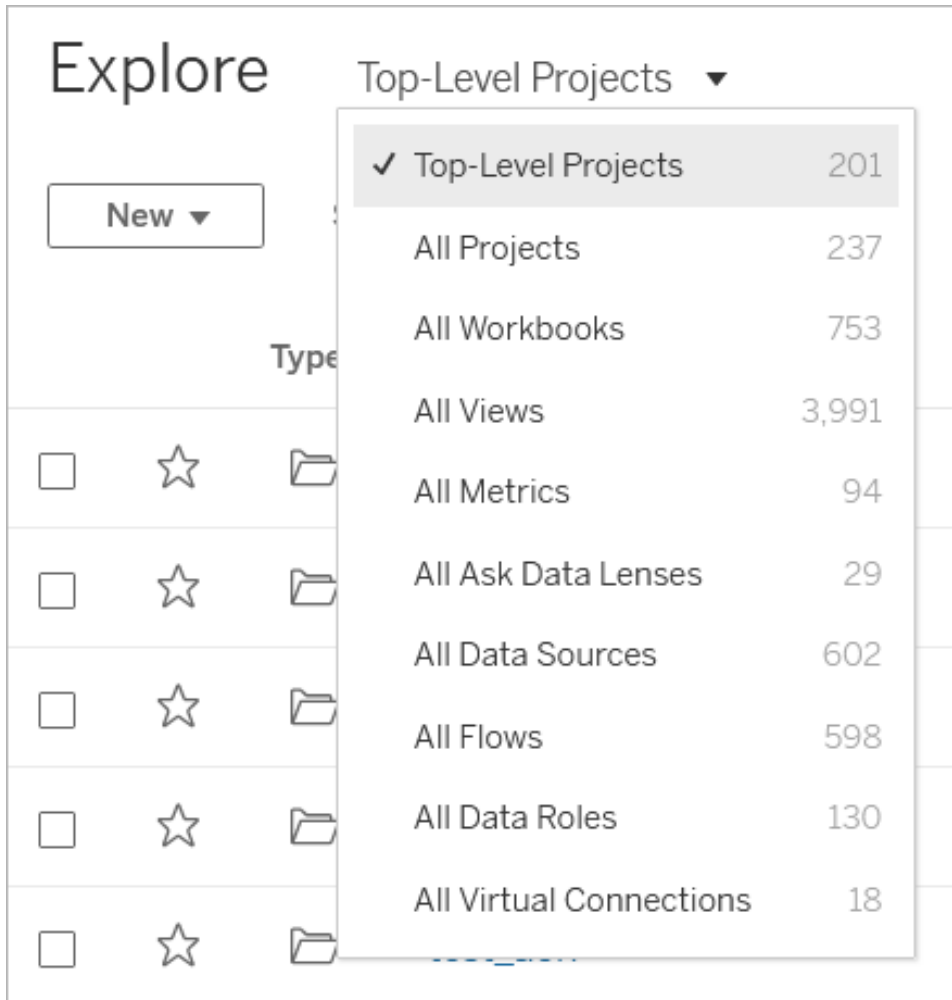 Explore Top-Level Projects
Top-Level Projects 201
New
All Projects 237
All Workbooks 753
Type
All Views 3,991
All Metrics 94
All Ask Data Lenses 29
All Data Sources 602
All Flows 598
All Data Roles 130
All Virtual Connections 18